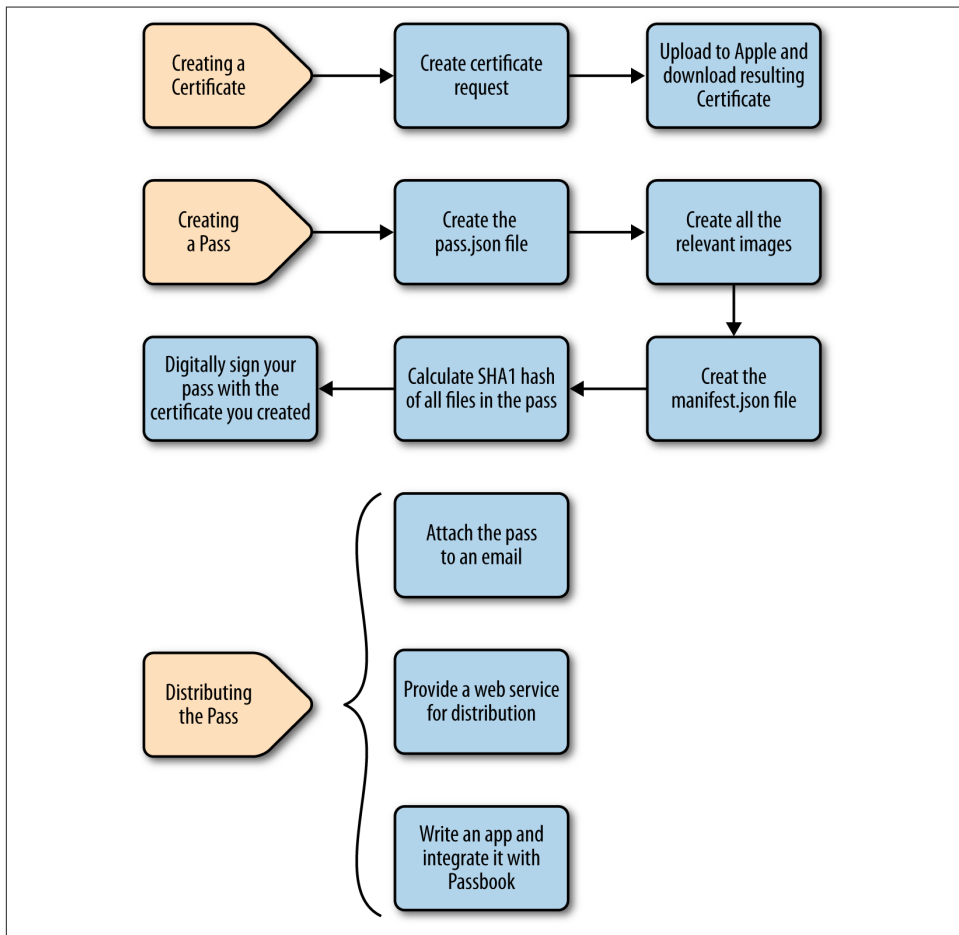 Creating a
Certificate
Create certificate
request
Upload to Apple and
download resulting
Certificate
Creating
a Pass
Create the
pass.json file
Create all the
relevant images
Creat the
manifest.json file
Calculate SHA1 hash
of all files in the pass
Digitally sign your
pass with the
certificate you created
Distributing
the Pass
Attach the pass
to an email
Provide a web service
for distribution
Write an app and
integrate it with
Passbook